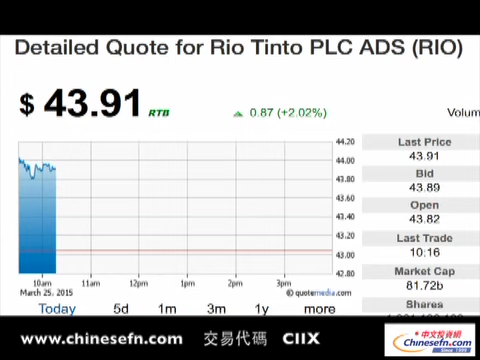 Detailed Quote for Rio Tinto PLC ADS (RIO)
$ 43.91 RTB 0.87 (+2.02%) Volum
44.20
44.00
43.80
43.60
43.40
43.20
43.00
42.80
10am 11am 12pm 1pm 2pm 3pm
March 25, 2015 © quotemedia.com
Today 5d 1m 3m 1y more
Last Price
43.91
Bid
43.89
Open
43.82
Last Trade
10:16
Market Cap
81.72b
Shares
www.chinesefn.com 交易代碼 CIIX
中文投資網
Chinesefn.com
Since 1999